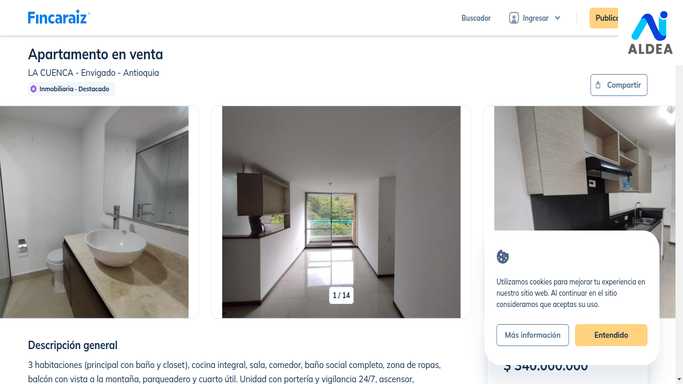 Fincaraiz
Buscador
Ingresar
Publica
ALDEA
Apartamento en venta
LA CUENCA - Envigado - Antioquia
Inmobiliaria · Destacado
Compartir
1 / 14
Utilizamos cookies para mejorar tu experiencia en
nuestro sitio web. Al continuar en el sitio
consideramos que aceptas su uso.
Más información
Entendido
$ 340.000.000
Descripción general
3 habitaciones (principal con baño y closet), cocina integral, sala, comedor, baño social completo, zona de ropas,
balcón con vista a la montaña, parqueadero y cuarto útil. Unidad con portería y vigilancia 24/7, ascensor,